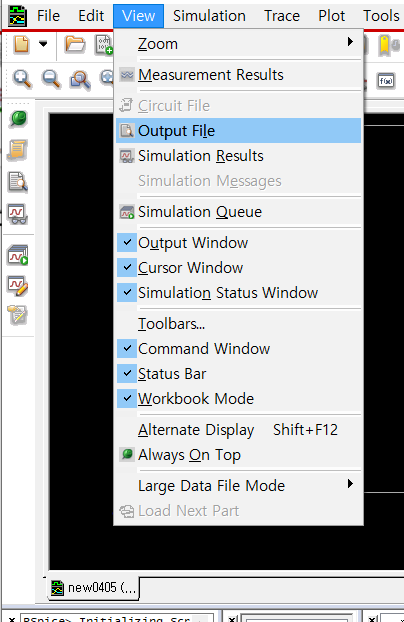 File Edit View Simulation Trace Plot Tools
Zoom
Measurement Results
Circuit File
Output File
Simulation Results
Simulation Messages
Simulation Queue
Output Window
Cursor Window
Simulation Status Window
Toolbars...
Command Window
Status Bar
Workbook Mode
Alternate Display Shift+F12
Always On Top
Large Data File Mode
Load Next Part
f(x)
new0405 (...
PSpice> Initializing Scr